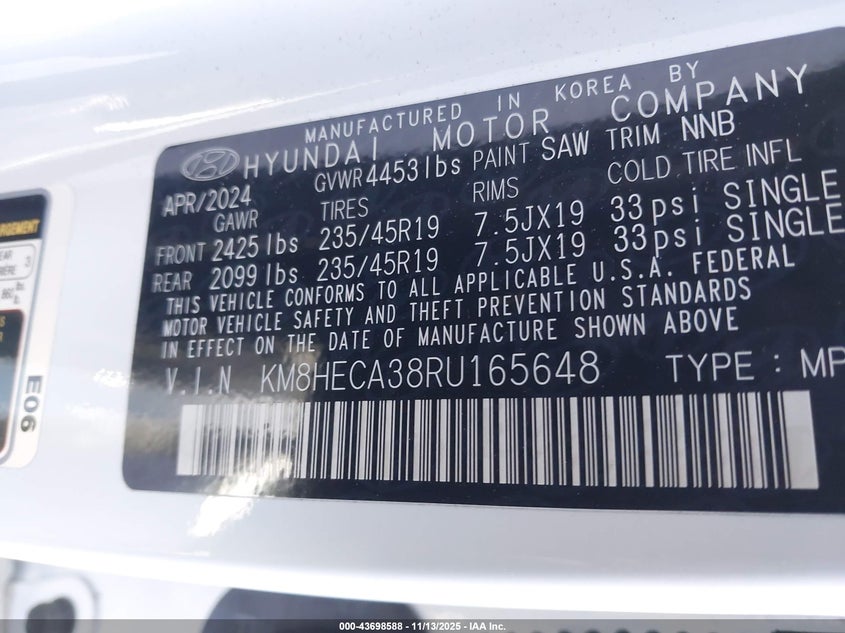 MANUFACTURED IN KOREA BY
HYUNDAI MOTOR COMPANY
APR/2024 GVWR 4453lbs PAINT SAW TRIM NNB
GAWR TIRES RIMS COLD TIRE INFL
FRONT 2425 lbs 235/45R19 7.5JX19 33psi SINGLE
REAR 2099 lbs 235/45R19 7.5JX19 33psi SINGLE
THIS VEHICLE CONFORMS TO ALL APPLICABLE U.S.A. FEDERAL
MOTOR VEHICLE SAFETY AND THEFT PREVENTION STANDARDS
IN EFFECT ON THE DATE OF MANUFACTURE SHOWN ABOVE
V.I.N KM8HECA38RU165648 TYPE : MP
3
E06
000-43698588 - 11/13/2025 - IAA Inc.